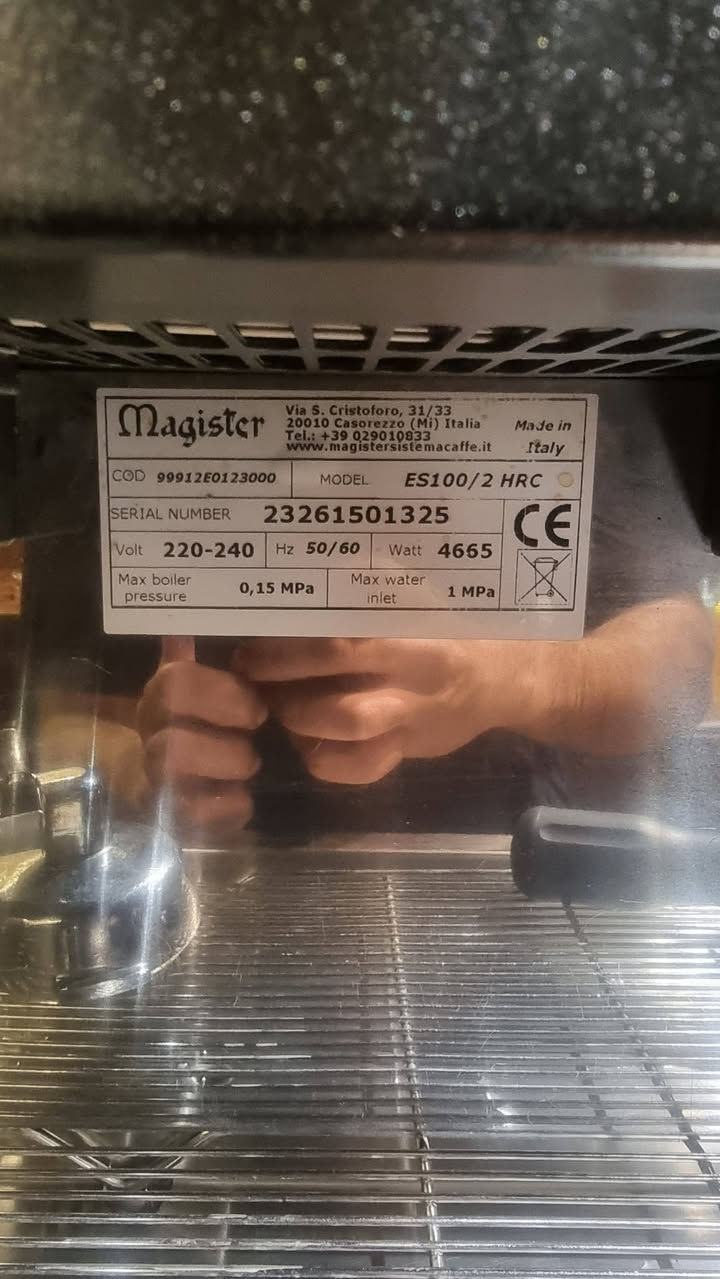 Magister
Via S. Cristoforo, 31/33
20010 Casorezzo (Mi) Italia
Tel.: +39 029010833
www.magistersistemacaffe.it
Made in
Italy
COD 99912E0123000 MODEL ES100/2 HRC
SERIAL NUMBER 23261501325
CE
Volt 220-240 Hz 50/60 Watt 4665
Max boiler pressure 0,15 MPa Max water inlet 1 MPa